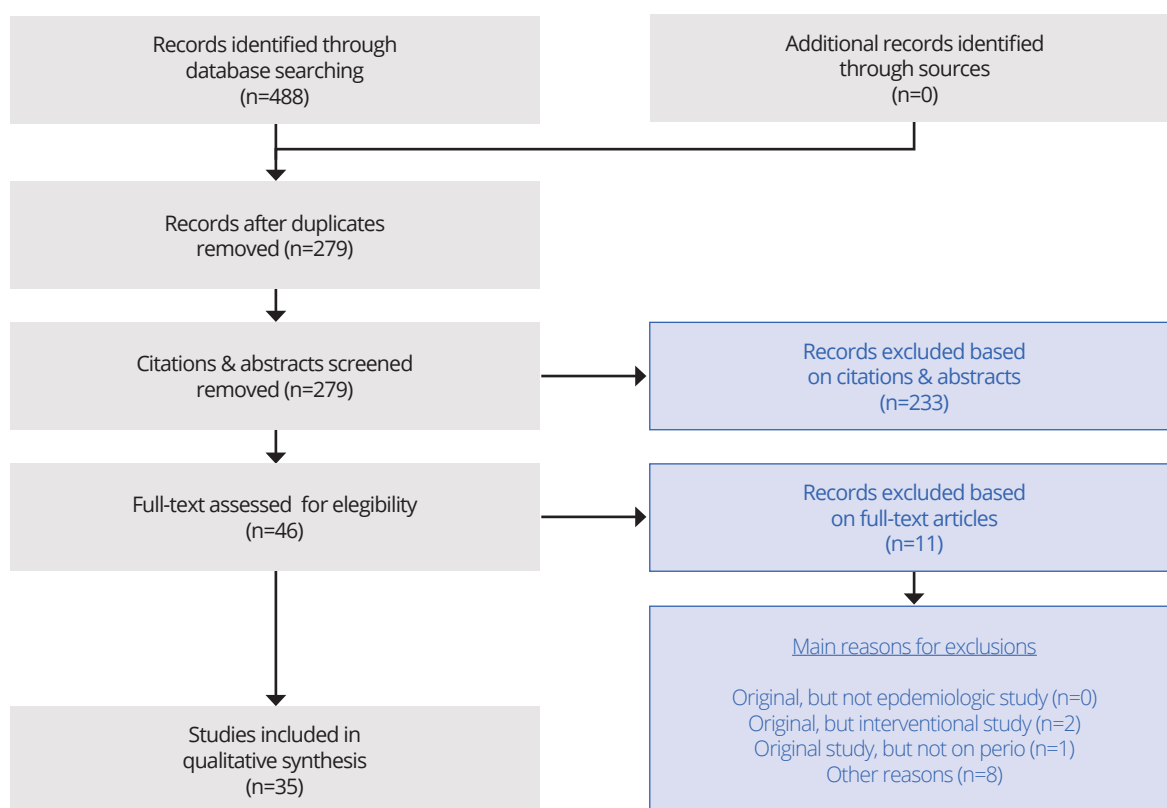 Records identified through
database searching
(n=488)
Additional records identified
through sources
(n=0)
Records after duplicates
removed (n=279)
Citations & abstracts screened
removed (n=279)
Records excluded based
on citations & abstracts
(n=233)
Full-text assessed  for elegibility
(n=46)
Records excluded based
on full-text articles
(n=11)
Main reasons for exclusions
Original, but not epidemiologic study (n=0)
Original, but interventional study (n=2)
Original study, but not on perio (n=1)
Other reasons (n=8)
Studies included in
qualitative synthesis
(n=35)